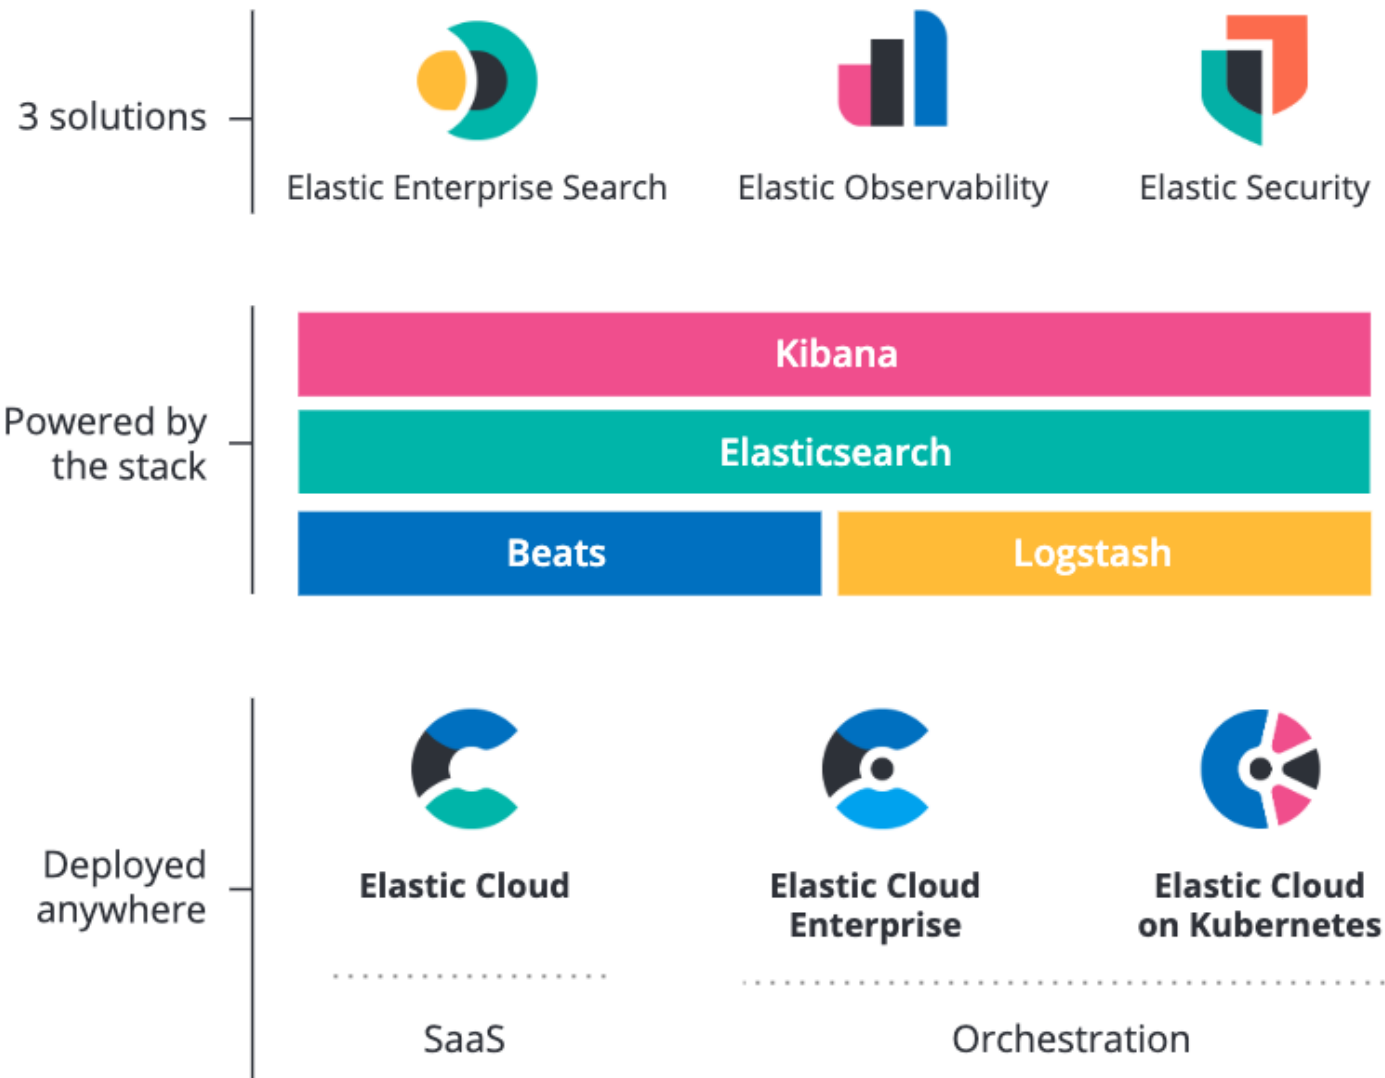 3 solutions
Elastic Enterprise Search
Elastic Observability
Elastic Security
Powered by
the stack
Kibana
Elasticsearch
Beats
Logstash
Deployed
anywhere
Elastic Cloud
Elastic Cloud
Enterprise
Elastic Cloud
on Kubernetes
SaaS
Orchestration